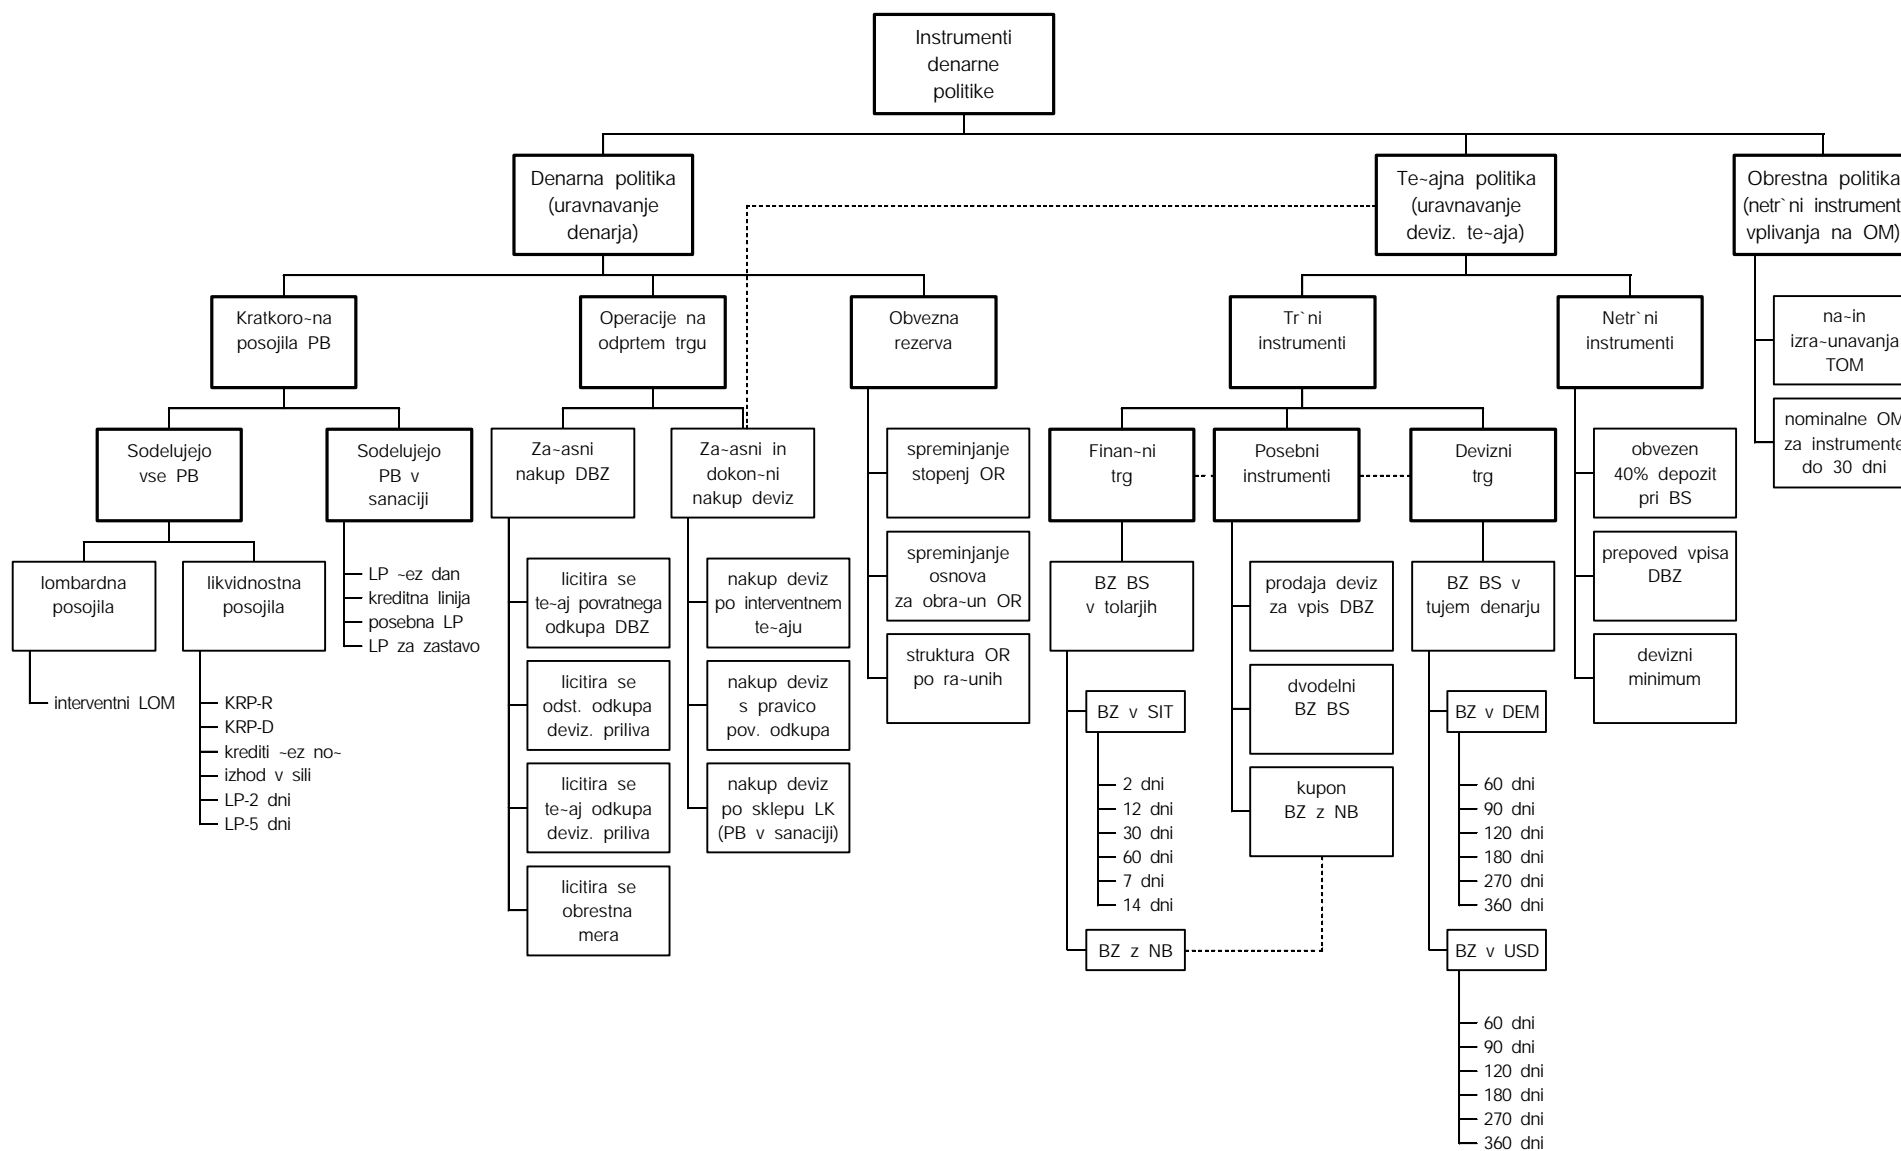 Instrumenti
denarne
politike
Denarna politika
(uravnavanje
denarja)
Te~ajna politika
(uravnavanje
deviz. te~aja)
Obrestna politika
(netr`ni instrument
vplivanja na OM)
Kratkoro~na
posojila PB
Operacije na
odprtem trgu
Obvezna
rezerva
Tr`ni
instrumenti
Netr`ni
instrumenti
na~in
izra~unavanja
TOM
nominalne OM
za instrumente
do 30 dni
Sodelujejo
vse PB
Sodelujejo
PB v
sanaciji
Za~asni
nakup DBZ
Za~asni in
dokon~ni
nakup deviz
spreminjanje
stopenj OR
spreminjanje
osnova
za obra~un OR
struktura OR
po ra~unih
Finan~ni
trg
Posebni
instrumenti
Devizni
trg
obvezen
40% depozit
pri BS
prepoved vpisa
DBZ
devizni
minimum
lombardna
posojila
likvidnostna
posojila
LP ~ez dan
kreditna linija
posebna LP
LP za zastavo
interventni LOM
KRP-R
KRP-D
krediti ~ez no~
izhod v sili
LP-2 dni
LP-5 dni
licitira se
te~aj povratnega
odkupa DBZ
licitira se
odst. odkupa
deviz. priliva
licitira se
te~aj odkupa
deviz. priliva
licitira se
obrestna
mera
nakup deviz
po interventnem
te~aju
nakup deviz
s pravico
pov. odkupa
nakup deviz
po sklepu LK
(PB v sanaciji)
BZ BS
v tolarjih
BZ v SIT
2 dni
12 dni
30 dni
60 dni
7 dni
14 dni
BZ z NB
prodaja deviz
za vpis DBZ
dvodelni
BZ BS
kupon
BZ z NB
BZ BS v
tujem denarju
BZ v DEM
60 dni
90 dni
120 dni
180 dni
270 dni
360 dni
BZ v USD
60 dni
90 dni
120 dni
180 dni
270 dni
360 dni